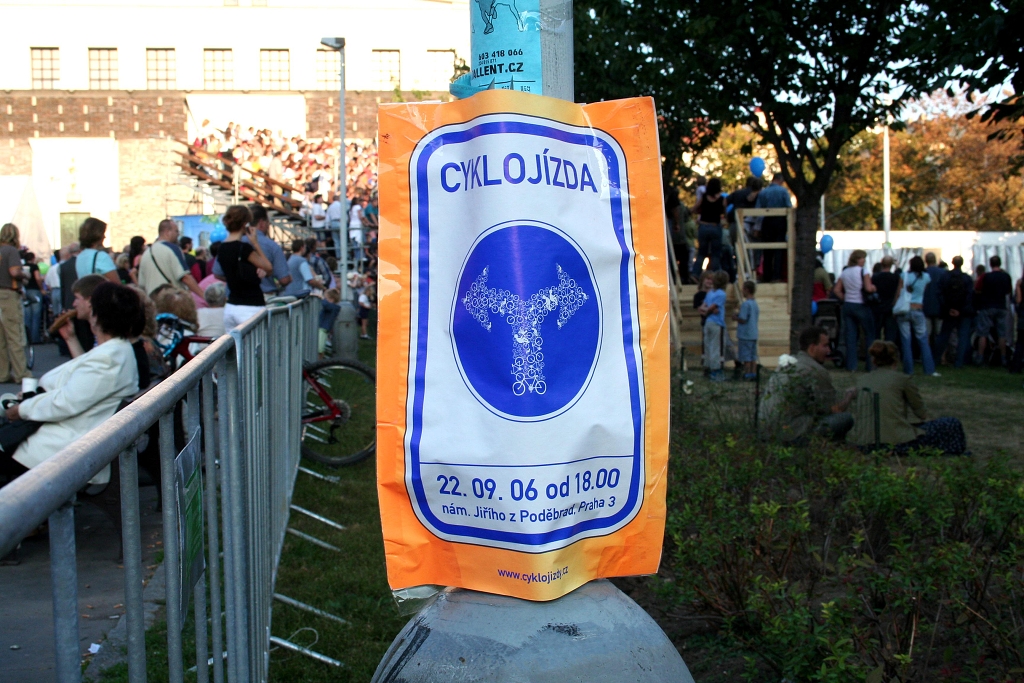 603 418 066
ALLENT.CZ
CYKLOJÍZDA
22. 09. 06 od 18.00
nám. Jiřího z Poděbrad, Praha 3
www.cyklojizdy.cz